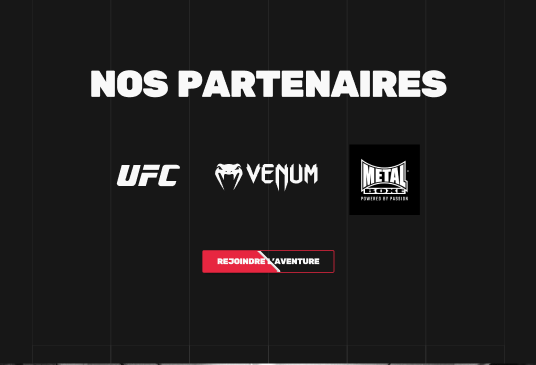 NOS PARTENAIRES
UFC
VENUM
METAL
BOXE
POWERED BY PASSION
REJOINDRE L'AVENTURE